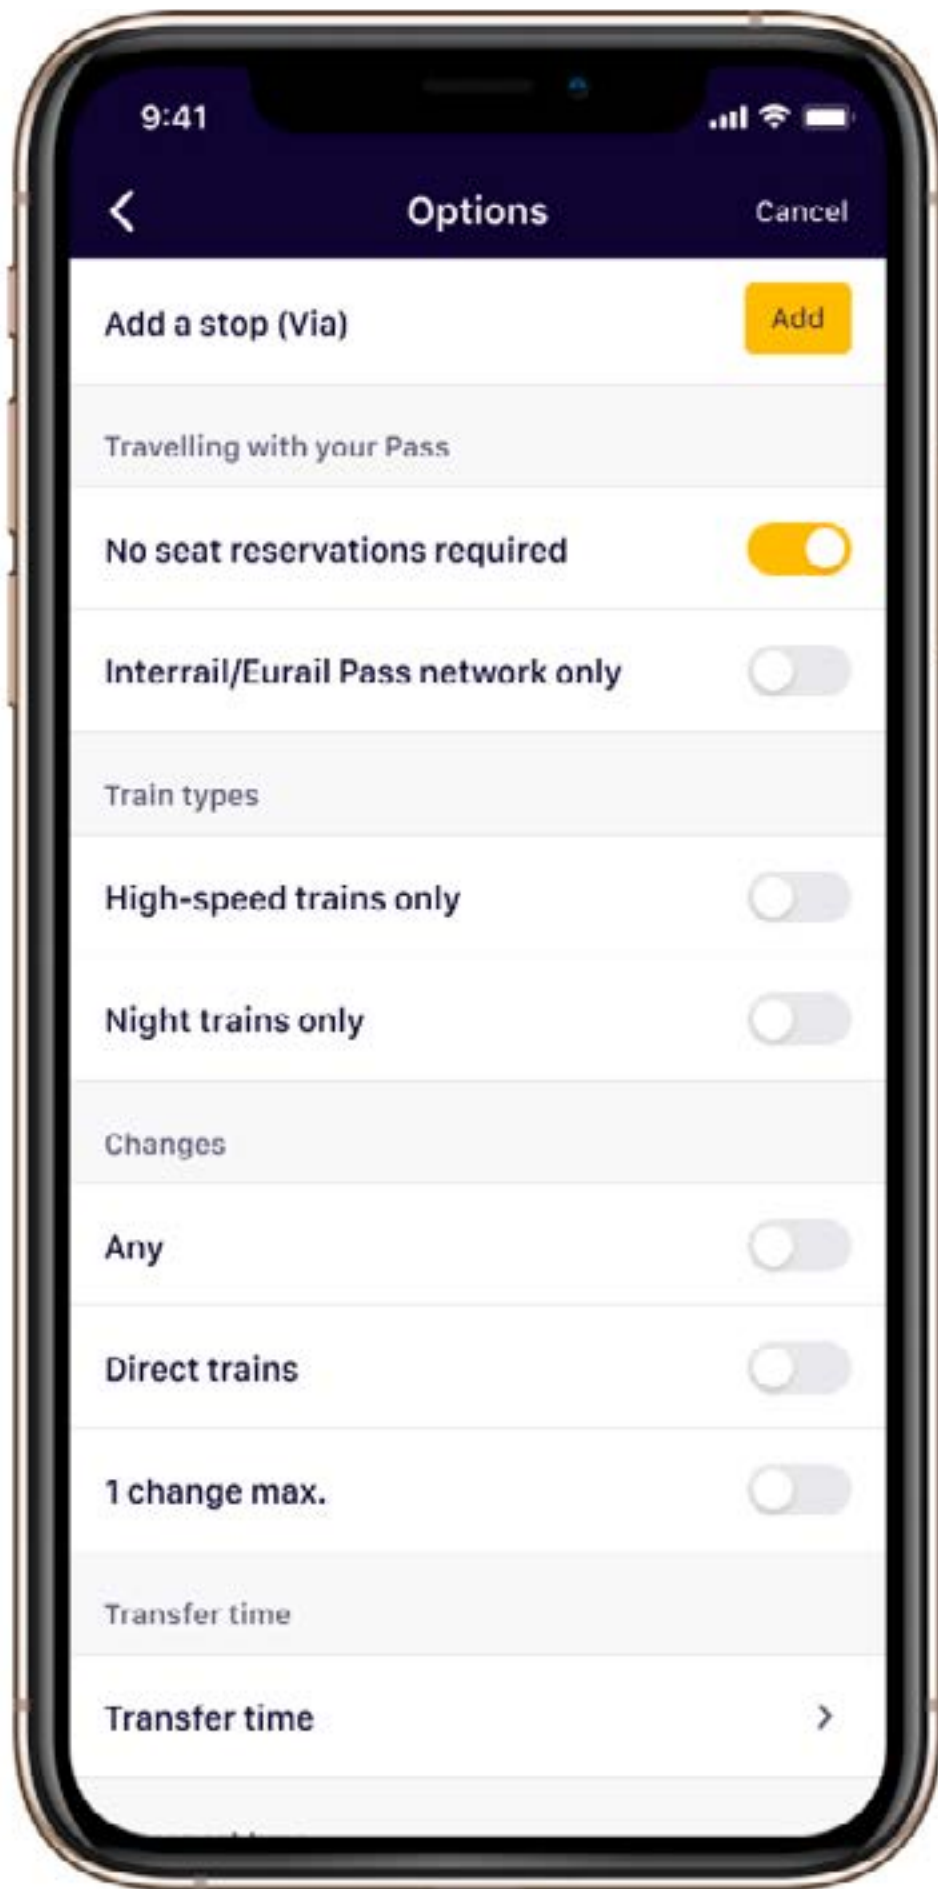 9:41
Options
Cancel
Add a stop (Via)
Add
Travelling with your Pass
No seat reservations required
Interrail/Eurail Pass network only
Train types
High-speed trains only
Night trains only
Changes
Any
Direct trains
1 change max.
Transfer time
Transfer time